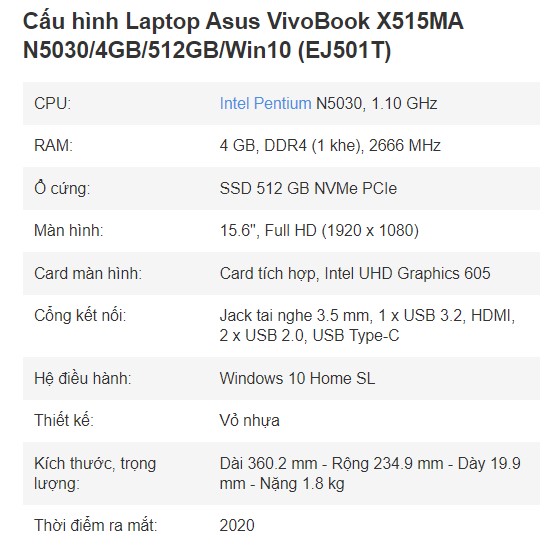 Cấu hình Laptop Asus VivoBook X515MA
N5030/4GB/512GB/Win10 (EJ501T)
CPU: Intel Pentium N5030, 1.10 GHz
RAM: 4 GB, DDR4 (1 khe), 2666 MHz
Ổ cứng: SSD 512 GB NVMe PCIe
Màn hình: 15.6", Full HD (1920 x 1080)
Card màn hình: Card tích hợp, Intel UHD Graphics 605
Cổng kết nối: Jack tai nghe 3.5 mm, 1 x USB 3.2, HDMI,
2 x USB 2.0, USB Type-C
Hệ điều hành: Windows 10 Home SL
Thiết kế: Vỏ nhựa
Kích thước, trọng Dài 360.2 mm - Rộng 234.9 mm - Dày 19.9
lượng: mm - Nặng 1.8 kg
Thời điểm ra mắt: 2020